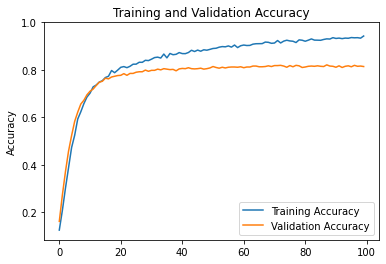 Training and Validation Accuracy
1.0
0.8
0.6
0.4
0.2
Accuracy
Training Accuracy
Validation Accuracy
0 20 40 60 80 100